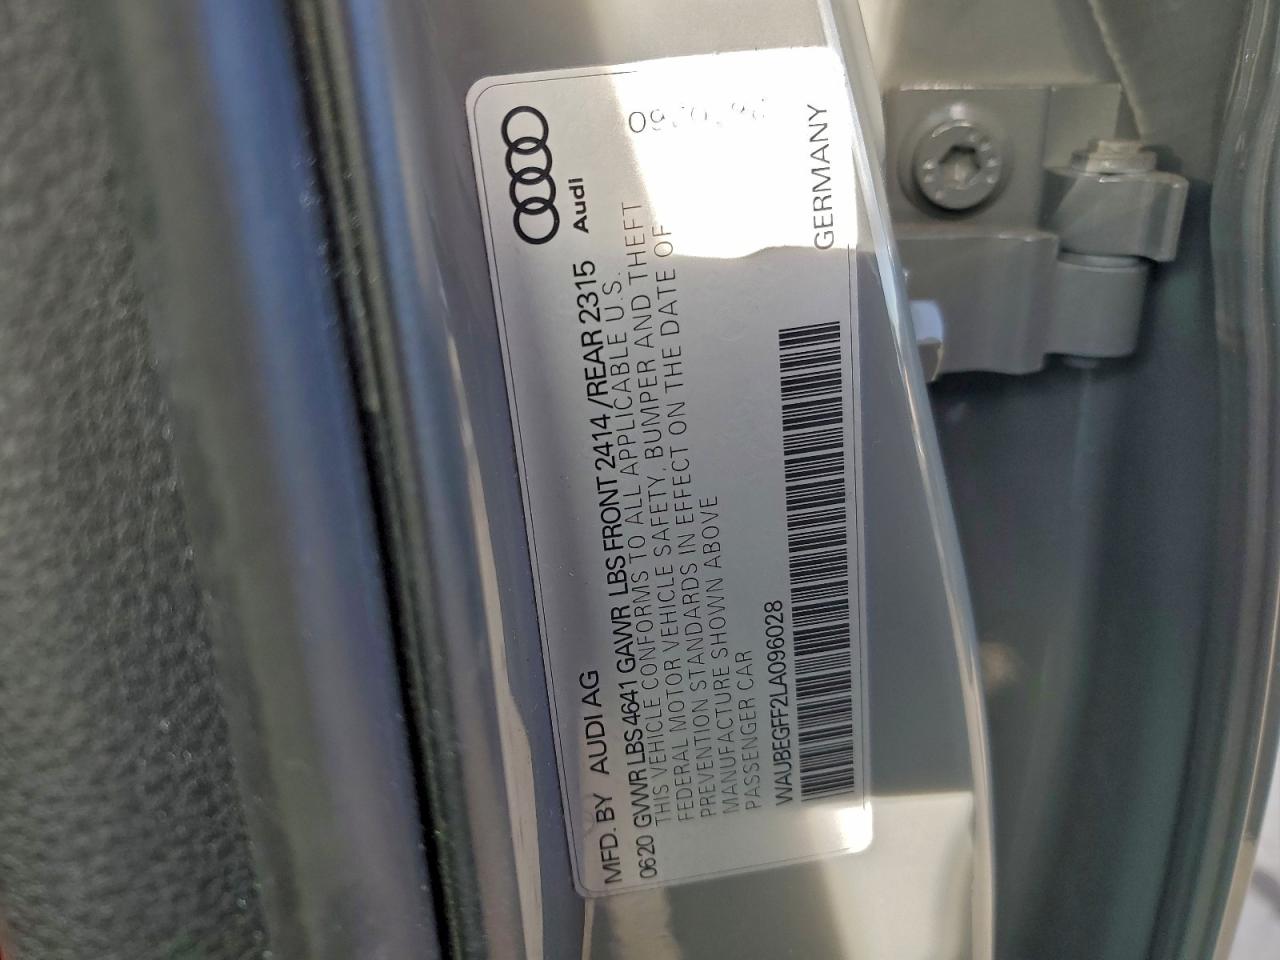 Audi
MFD. BY AUDI AG
0620 GVWR LBS 4641 GAWR LBS FRONT 2414/REAR 2315
THIS VEHICLE CONFORMS TO ALL APPLICABLE U.S.
FEDERAL MOTOR VEHICLE SAFETY, BUMPER AND THEFT
PREVENTION STANDARDS IN EFFECT ON THE DATE OF
MANUFACTURE SHOWN ABOVE
PASSENGER CAR
WAUBEGFF2LA096028
GERMANY